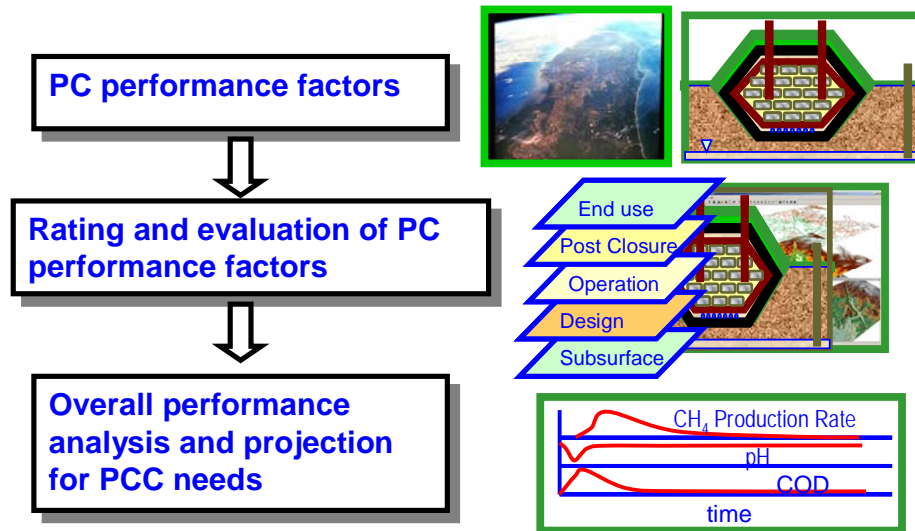 PC performance factors
Rating and evaluation of PC
performance factors
End use
Post Closure
Operation
Design
Subsurface
Overall performance
analysis and projection
for PCC needs
CH4 Production Rate
pH
COD
time